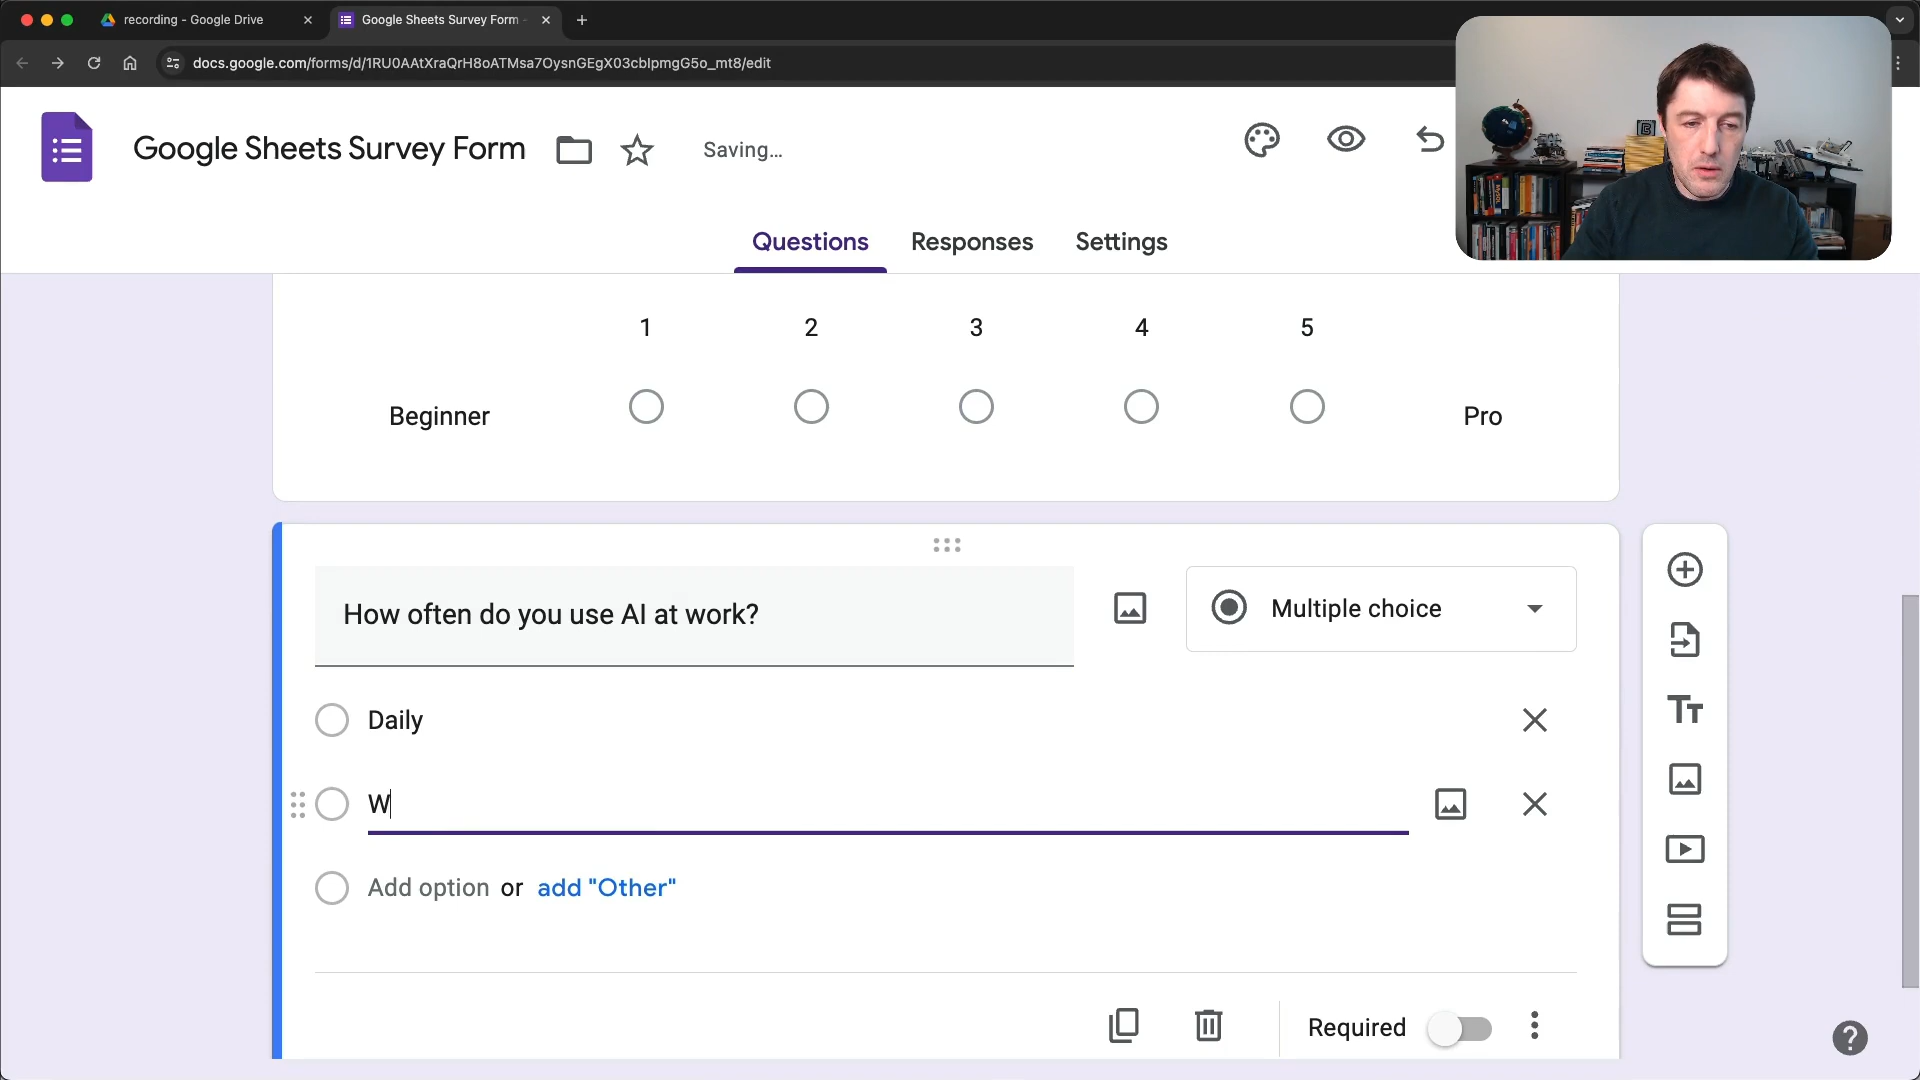 recording - Google Drive
Google Sheets Survey Form -
docs.google.com/forms/d/1RU0AAtXraQrH8oATMsa7OysnGEgX03cbIpmgG5o_mt8/edit
Google Sheets Survey Form
Saving...
Questions
Responses
Settings
1 2 3 4 5
Beginner
Pro
How often do you use AI at work?
Multiple choice
Daily
W
Add option or add "Other"
Required